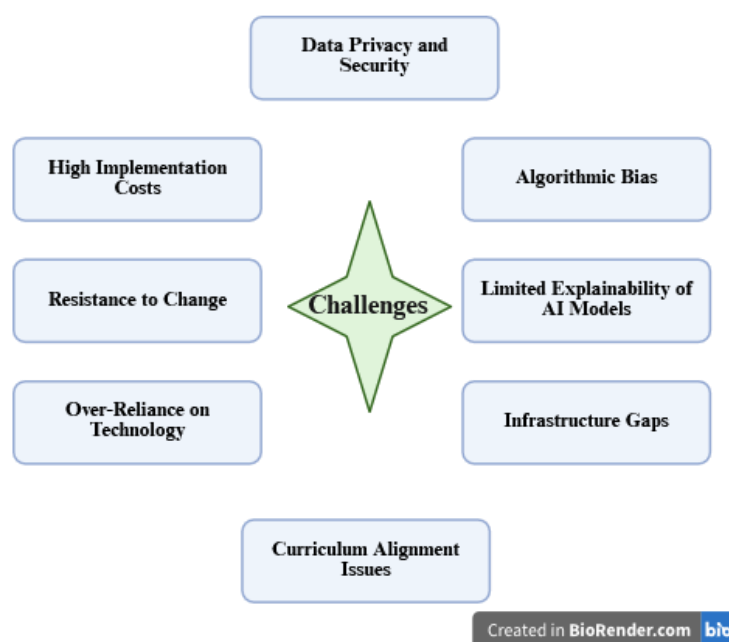 Data Privacy and
Security
High Implementation
Costs
Algorithmic Bias
Resistance to Change
Challenges
Limited Explainability of
AI Models
Over-Reliance on
Technology
Infrastructure Gaps
Curriculum Alignment
Issues
Created in BioRender.com